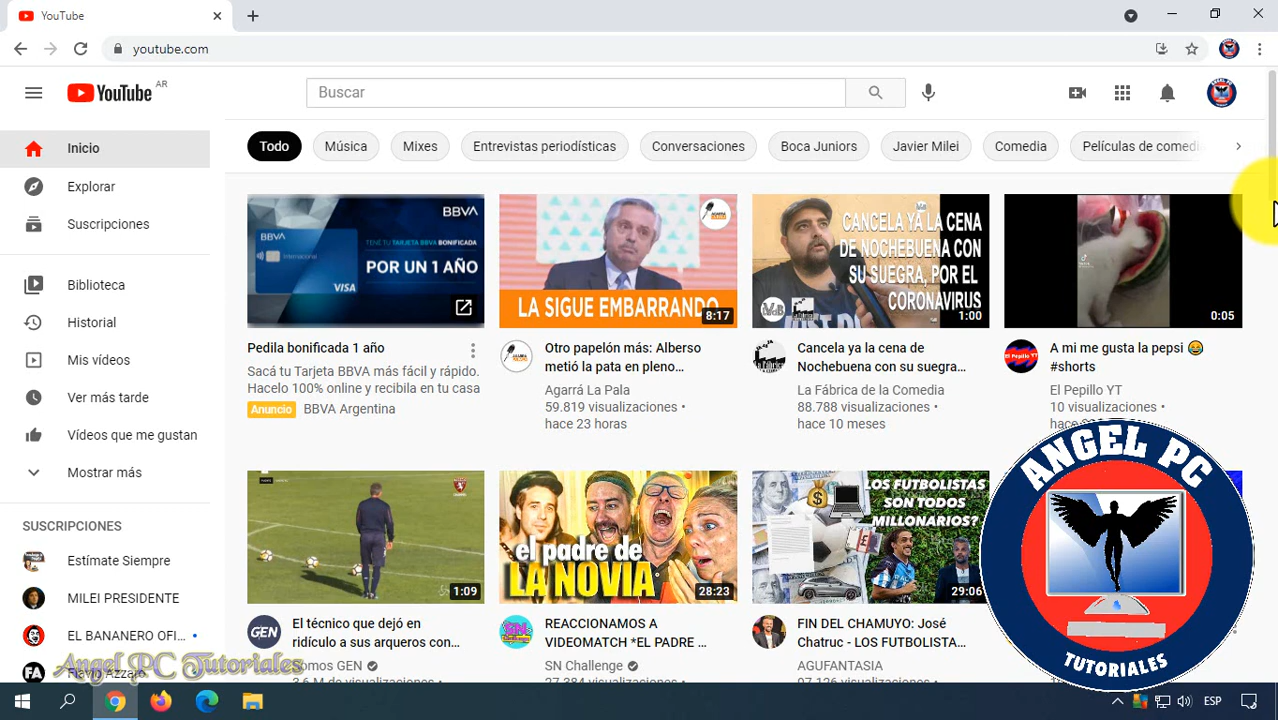 YouTube
youtube.com
YouTube AR
Buscar
Todo
Música
Mixes
Entrevistas periodísticas
Conversaciones
Boca Juniors
Javier Milei
Comedia
Películas de comedi
Inicio
Explorar
Suscripciones
Biblioteca
Historial
Mis vídeos
Ver más tarde
Vídeos que me gustan
Mostrar más
SUSCRIPCIONES
Estímate Siempre
MILEI PRESIDENTE
EL BANANERO OFI...
Flavio Azzaro
BBVA
BBVA
TENÉ TU TARJETA BBVA BONIFICADA
POR UN 1 AÑO
Internacional
VISA
Pedila bonificada 1 año
Sacá tu Tarjeta BBVA más fácil y rápido.
Hacelo 100% online y recibila en tu casa
Anuncio BBVA Argentina
LA SIGUE EMBARRANDO
8:17
Otro papelón más: Alberso
metió la pata en pleno...
Agarrá La Pala
59.819 visualizaciones •
hace 23 horas
CANCELA YA LA CENA
DE NOCHEBUENA CON
SU SUEGRA, POR EL
CORONAVIRUS
1:00
Cancela ya la cena de
Nochebuena con su suegra...
La Fábrica de la Comedia
88.788 visualizaciones •
hace 10 meses
0:05
A mi me gusta la pepsi 😂
#shorts
El Pepillo YT
10 visualizaciones •
hace
1:09
GEN
El técnico que dejó en
ridículo a sus arqueros con...
Somos GEN
3,6 M de visualizaciones
el padre de
LA NOVIA
28:23
SN
REACCIONAMOS A
VIDEOMATCH *EL PADRE ...
SN Challenge
27.384 visualizaciones
LOS FUTBOLISTAS
SON TODOS
MILLONARIOS?
29:06
FIN DEL CHAMUYO: José
Chatruc - LOS FUTBOLISTA...
AGUFANTASIA
97.126 visualizaciones
ANGEL PC
TUTORIALES
Angel PC Tutoriales
ESP